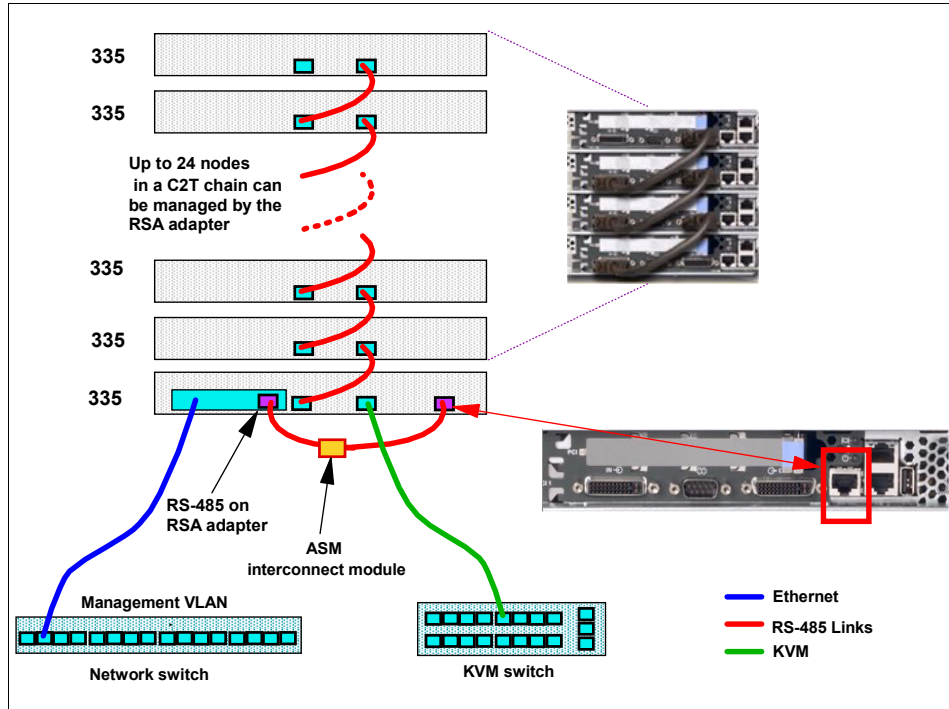 335
335
Up to 24 nodes
in a C2T chain can
be managed by the
RSA adapter
335
335
335
RS-485 on
RSA adapter
ASM
interconnect module
PCI
IN
Management VLAN
Network switch
KVM switch
Ethernet
RS-485 Links
KVM